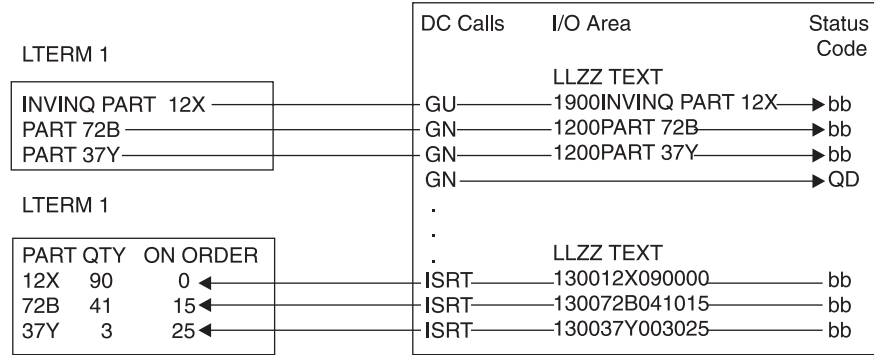 DC Calls I/O Area Status Code
LTERM 1
LLZZ TEXT
INVINQ PART 12X GU 1900INVINQ PART 12X bb
PART 72B GN 1200PART 72B bb
PART 37Y GN 1200PART 37Y bb
GN QD
LTERM 1
.
.
.
PART QTY ON ORDER LLZZ TEXT
12X 90 0 ISRT 130012X090000 bb
72B 41 15 ISRT 130072B041015 bb
37Y 3 25 ISRT 130037Y003025 bb